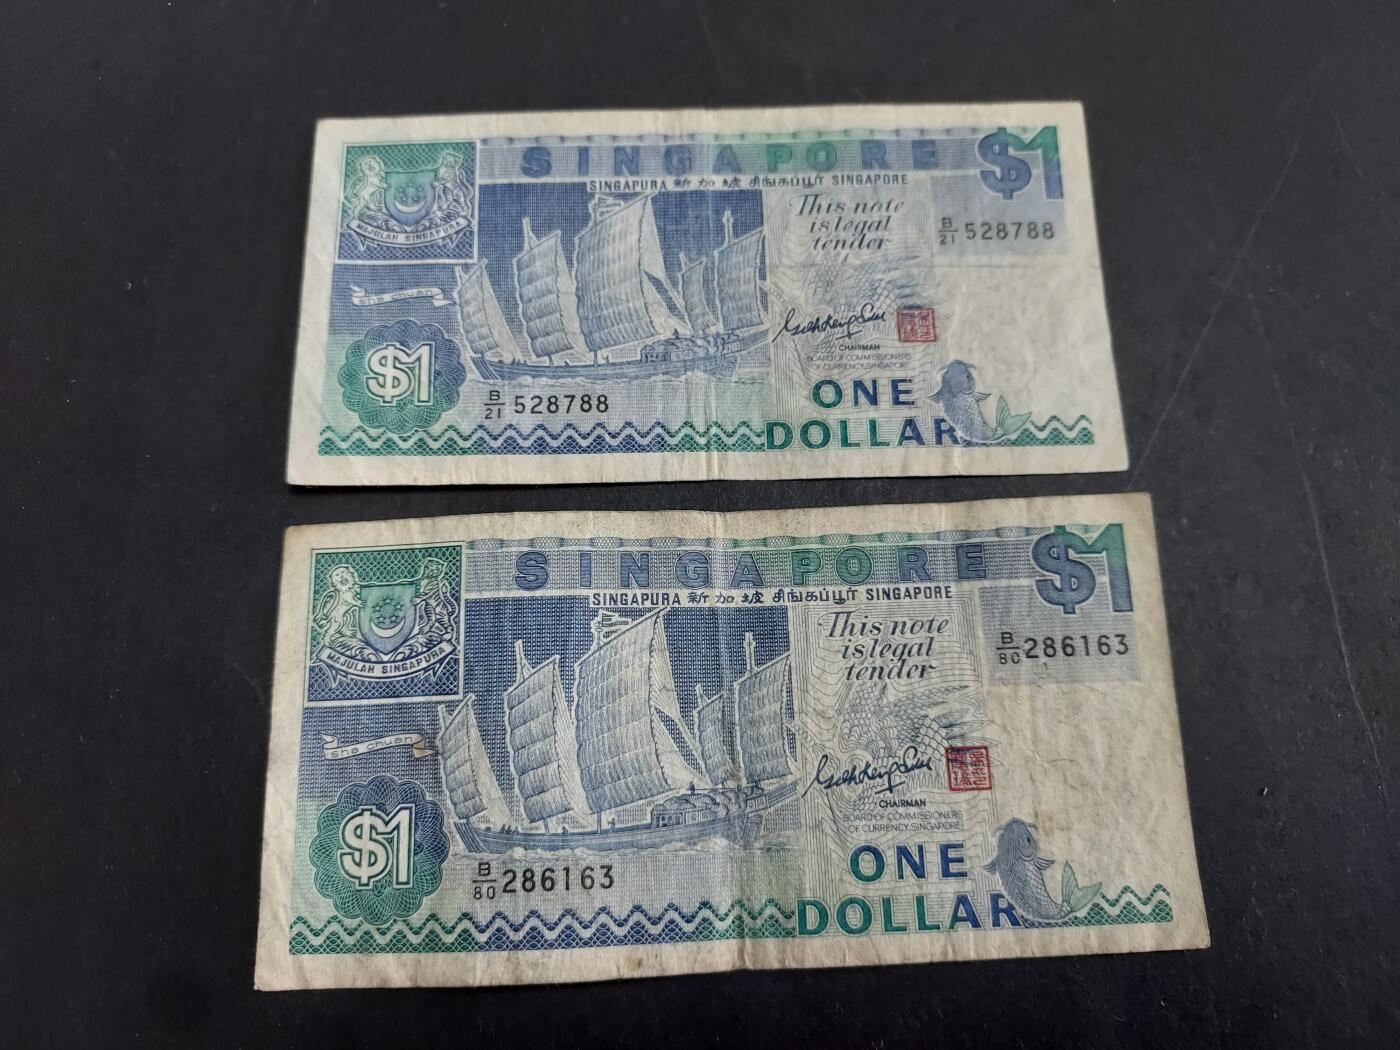 SINGAPORE $1
SINGAPURA 新加坡 சிங்கப்பூர் SINGAPORE
MAJULAH SINGAPURA
This note
is legal
tender
B/21 528788
sha chuan
$1
CHAIRMAN
BOARD OF COMMISSIONERS
OF CURRENCY, SINGAPORE
B/21 528788
ONE
DOLLAR
SINGAPORE $1
SINGAPURA 新加坡 சிங்கப்பூர் SINGAPORE
MAJULAH SINGAPURA
This note
is legal
tender
B/80 286163
sha chuan
$1
CHAIRMAN
BOARD OF COMMISSIONERS
OF CURRENCY, SINGAPORE
B/80 286163
ONE
DOLLAR